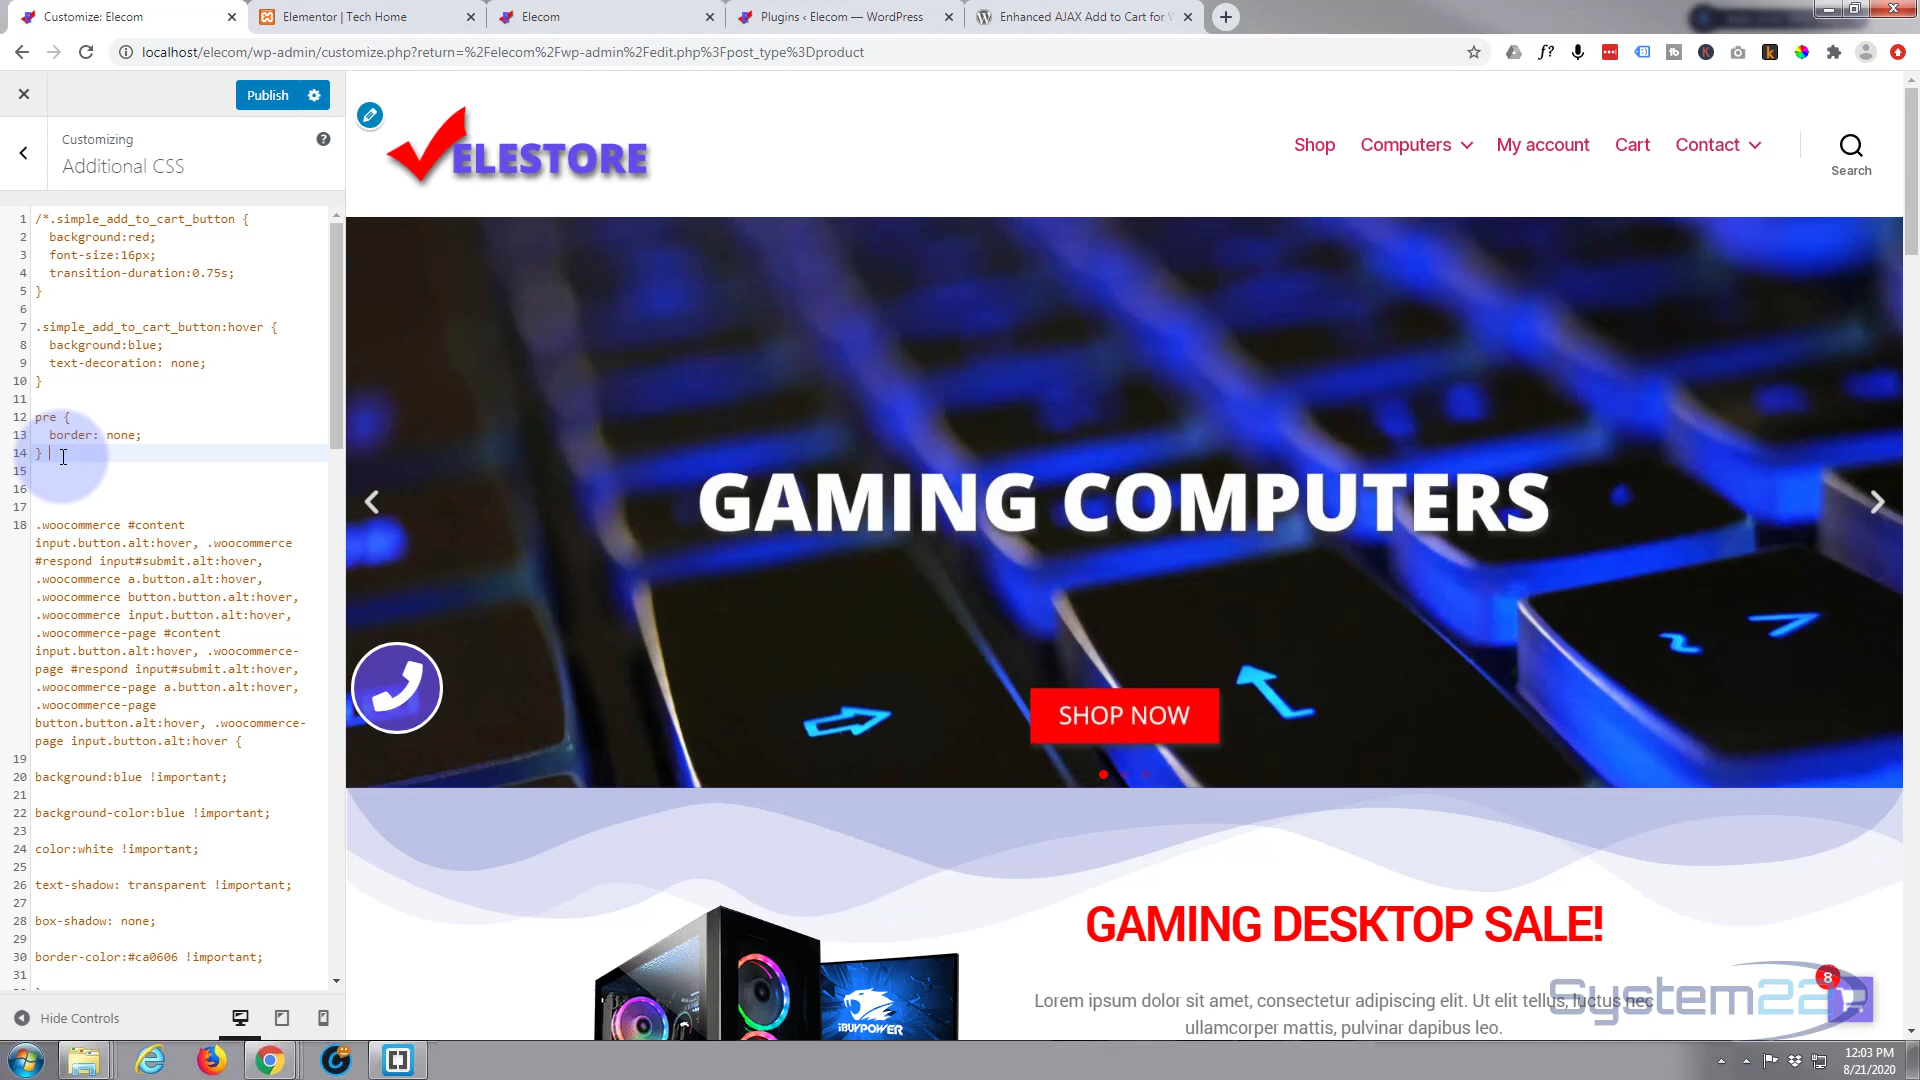 Customize: Elecom
Elementor | Tech Home
Elecom
Plugins ‹ Elecom — WordPress
Enhanced AJAX Add to Cart for W
localhost/elecom/wp-admin/customize.php?return=%2Felecom%2Fwp-admin%2Fedit.php%3Fpost_type%3Dproduct
Publish
Customizing
Additional CSS
1 /*.simple_add_to_cart_button {
2 background:red;
3 font-size:16px;
4 transition-duration:0.75s;
5 }
6
7 .simple_add_to_cart_button:hover {
8 background:blue;
9 text-decoration: none;
10 }
11
12 pre {
13 border: none;
14 }
15
16
17
18 .woocommerce #content
input.button.alt:hover, .woocommerce
#respond input#submit.alt:hover,
.woocommerce a.button.alt:hover,
.woocommerce button.button.alt:hover,
.woocommerce input.button.alt:hover,
.woocommerce-page #content
input.button.alt:hover, .woocommerce-
page #respond input#submit.alt:hover,
.woocommerce-page a.button.alt:hover,
.woocommerce-page
button.button.alt:hover, .woocommerce-
page input.button.alt:hover {
19
20 background:blue !important;
21
22 background-color:blue !important;
23
24 color:white !important;
25
26 text-shadow: transparent !important;
27
28 box-shadow: none;
29
30 border-color:#ca0606 !important;
31
Hide Controls
ELESTORE
Shop
Computers
My account
Cart
Contact
Search
GAMING COMPUTERS
SHOP NOW
GAMING DESKTOP SALE!
Lorem ipsum dolor sit amet, consectetur adipiscing elit. Ut elit tellus, luctus nec
ullamcorper mattis, pulvinar dapibus leo.
iBUYPOWER
8
System22
12:03 PM
8/21/2020